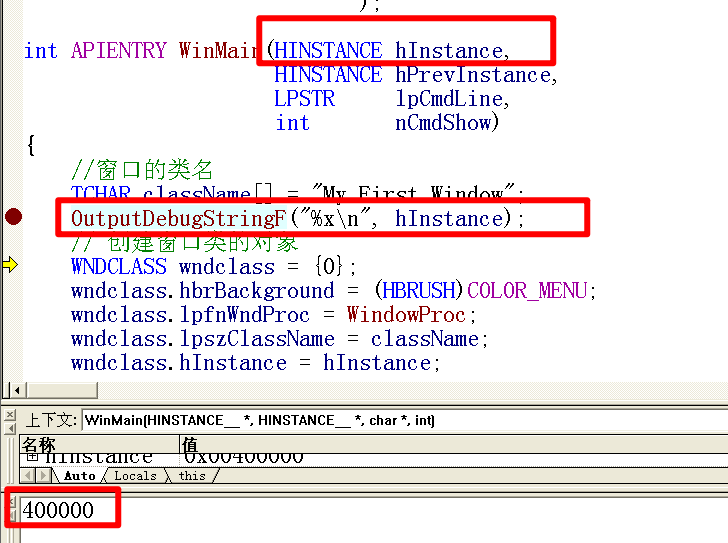 );
int APIENTRY WinMain(HINSTANCE hInstance,
HINSTANCE hPrevInstance,
LPSTR lpCmdLine,
int nCmdShow)
{
//窗口的类名
TCHAR className[] = "My First Window";
OutputDebugStringF("%x\n", hInstance);
// 创建窗口类的对象
WNDCLASS wndclass = {0};
wndclass.hbrBackground = (HBRUSH)COLOR_MENU;
wndclass.lpfnWndProc = WindowProc;
wndclass.lpszClassName = className;
wndclass.hInstance = hInstance;
上下文: WinMain(HINSTANCE__ *, HINSTANCE__ *, char *, int)
名称 值
hInstance 0x00400000
Auto Locals this
400000